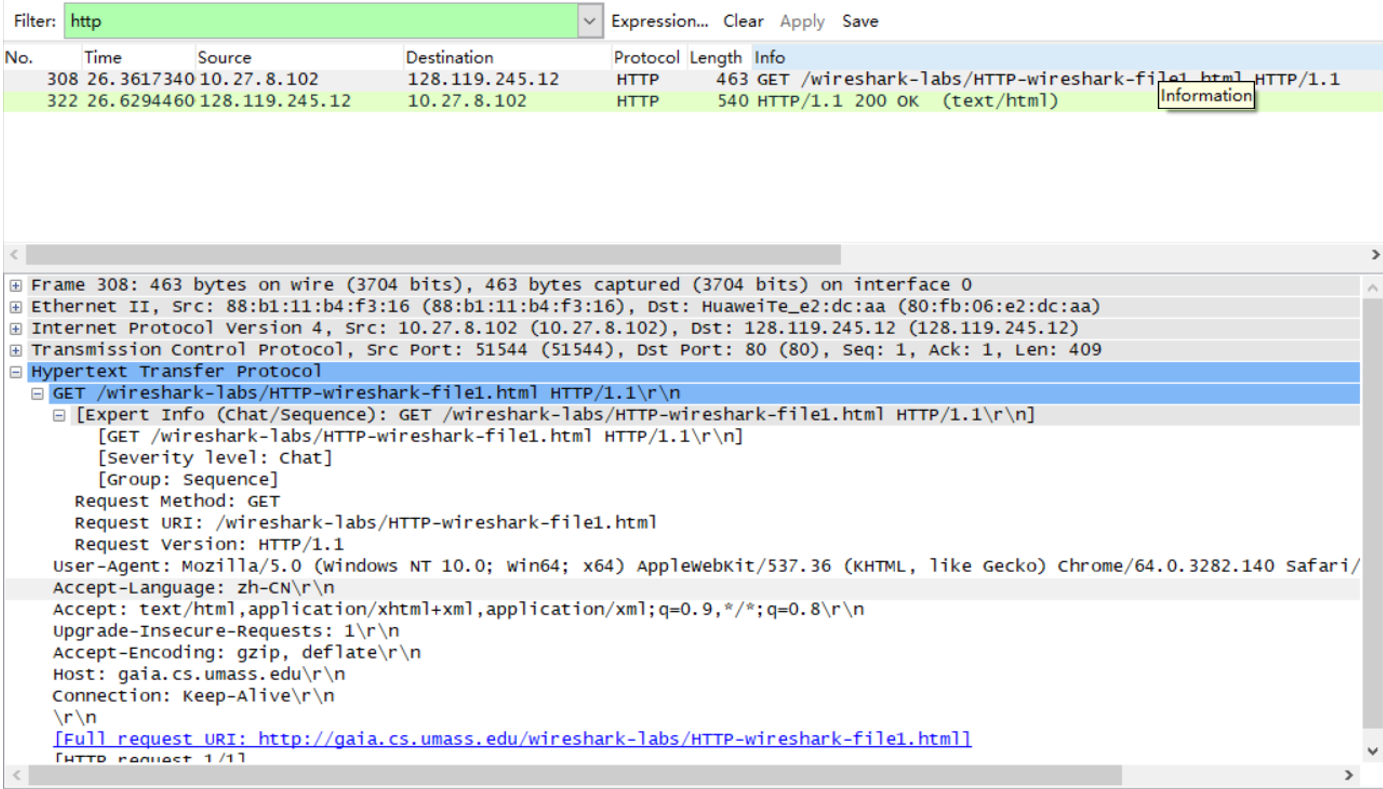 Filter: http Expression... Clear Apply Save
No. Time Source Destination Protocol Length Info
308 26.3617340 10.27.8.102 128.119.245.12 HTTP 463 GET /wireshark-labs/HTTP-wireshark-file1.html HTTP/1.1
Information
322 26.6294460 128.119.245.12 10.27.8.102 HTTP 540 HTTP/1.1 200 OK (text/html)
Frame 308: 463 bytes on wire (3704 bits), 463 bytes captured (3704 bits) on interface 0
Ethernet II, Src: 88:b1:11:b4:f3:16 (88:b1:11:b4:f3:16), Dst: HuaweiTe_e2:dc:aa (80:fb:06:e2:dc:aa)
Internet Protocol Version 4, Src: 10.27.8.102 (10.27.8.102), Dst: 128.119.245.12 (128.119.245.12)
Transmission Control Protocol, Src Port: 51544 (51544), Dst Port: 80 (80), Seq: 1, Ack: 1, Len: 409
Hypertext Transfer Protocol
GET /wireshark-labs/HTTP-wireshark-file1.html HTTP/1.1\r\n
[Expert Info (Chat/Sequence): GET /wireshark-labs/HTTP-wireshark-file1.html HTTP/1.1\r\n]
[GET /wireshark-labs/HTTP-wireshark-file1.html HTTP/1.1\r\n]
[Severity level: Chat]
[Group: Sequence]
Request Method: GET
Request URI: /wireshark-labs/HTTP-wireshark-file1.html
Request Version: HTTP/1.1
User-Agent: Mozilla/5.0 (Windows NT 10.0; Win64; x64) AppleWebKit/537.36 (KHTML, like Gecko) Chrome/64.0.3282.140 Safari/
Accept-Language: zh-CN\r\n
Accept: text/html,application/xhtml+xml,application/xml;q=0.9,*/*;q=0.8\r\n
Upgrade-Insecure-Requests: 1\r\n
Accept-Encoding: gzip, deflate\r\n
Host: gaia.cs.umass.edu\r\n
Connection: Keep-Alive\r\n
\r\n
[Full request URI: http://gaia.cs.umass.edu/wireshark-labs/HTTP-wireshark-file1.html]
[HTTP request 1/1]